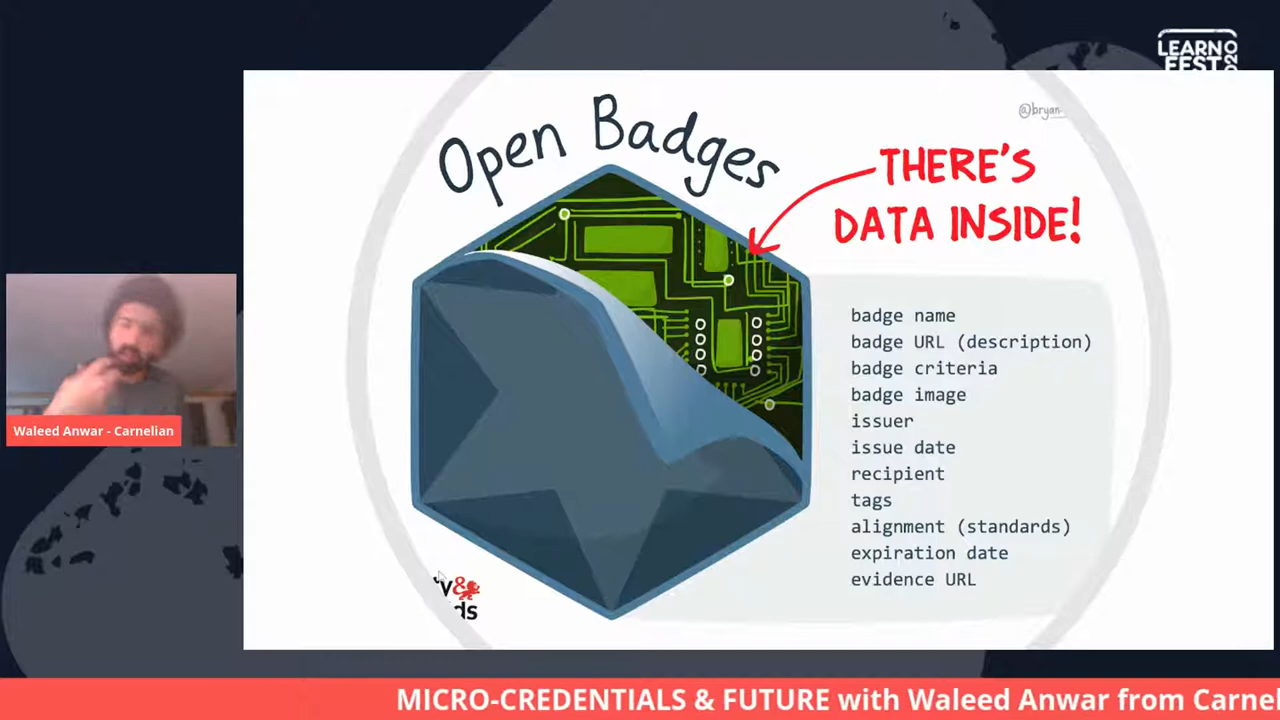 LEARN
FEST
Open Badges
THERE'S
DATA INSIDE!
badge name
badge URL (description)
badge criteria
badge image
issuer
issue date
recipient
tags
alignment (standards)
expiration date
evidence URL
Waleed Anwar - Carnelian
MICRO-CREDENTIALS & FUTURE with Waleed Anwar from Carnel